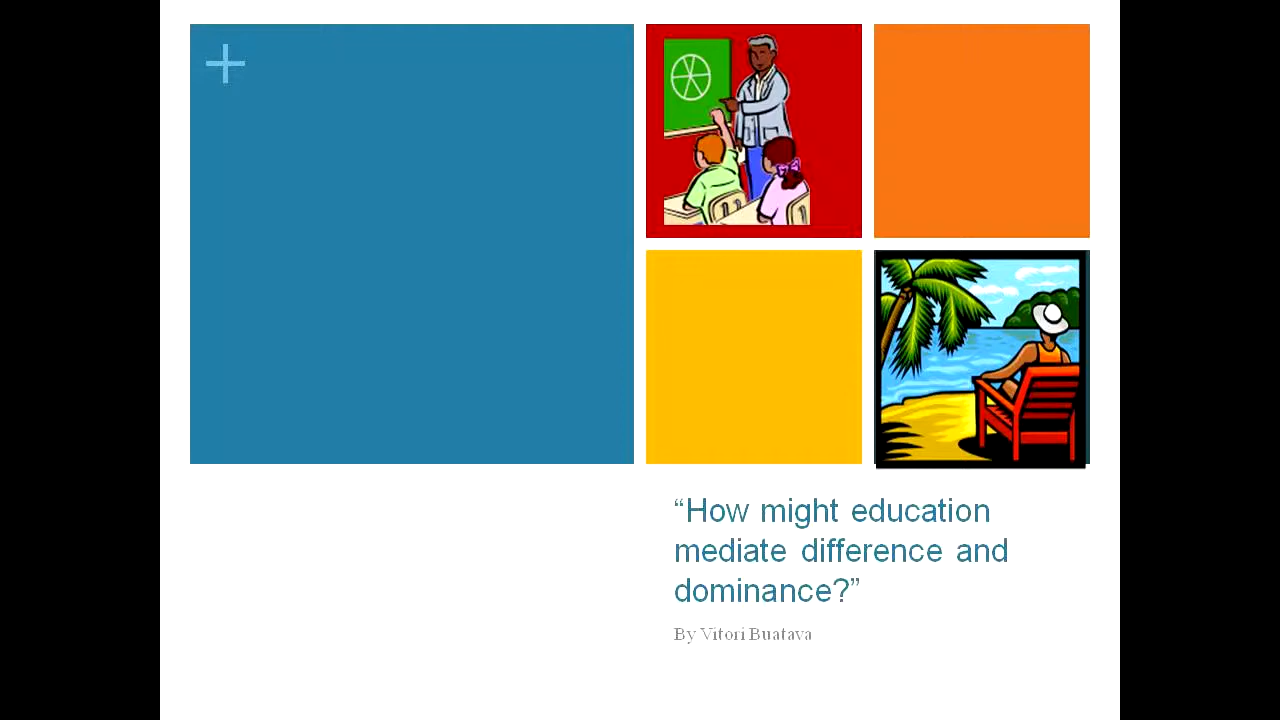 +
“How might education
mediate difference and
dominance?”
By Vitori Buatava